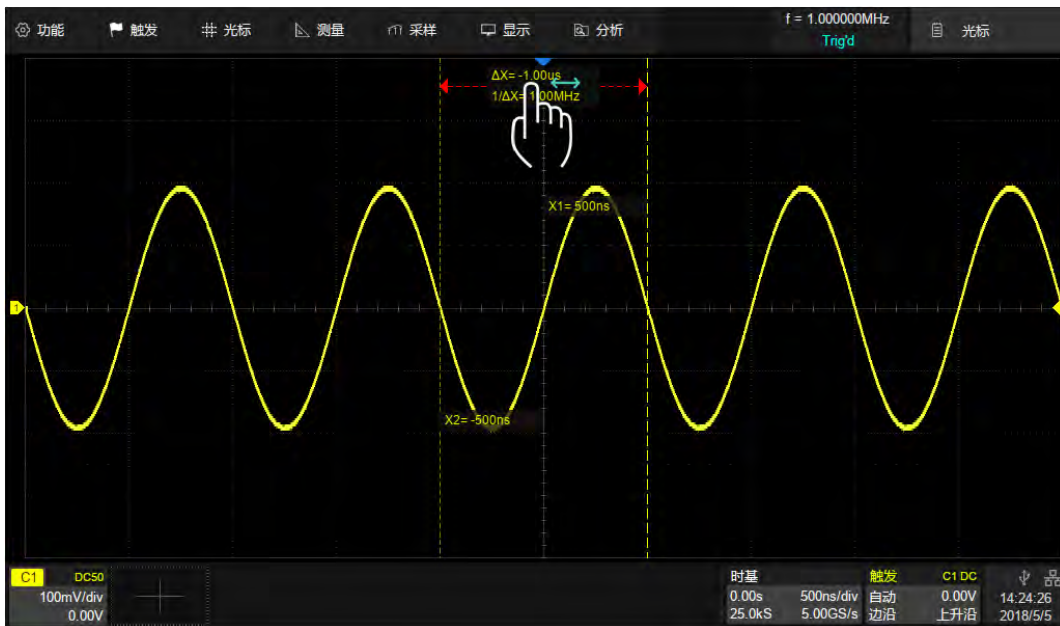 功能 触发 光标 测量 采样 显示 分析 f = 1.000000MHz 光标
Trig'd
ΔX= -1.00us
1/ΔX= 1.00MHz
X1= 500ns
1
X2= -500ns
C1 DC50
100mV/div
0.00V
时基
0.00s 500ns/div
25.0kS 5.00GS/s
触发 C1 DC
自动 0.00V
边沿 上升沿
14:24:26
2018/5/5